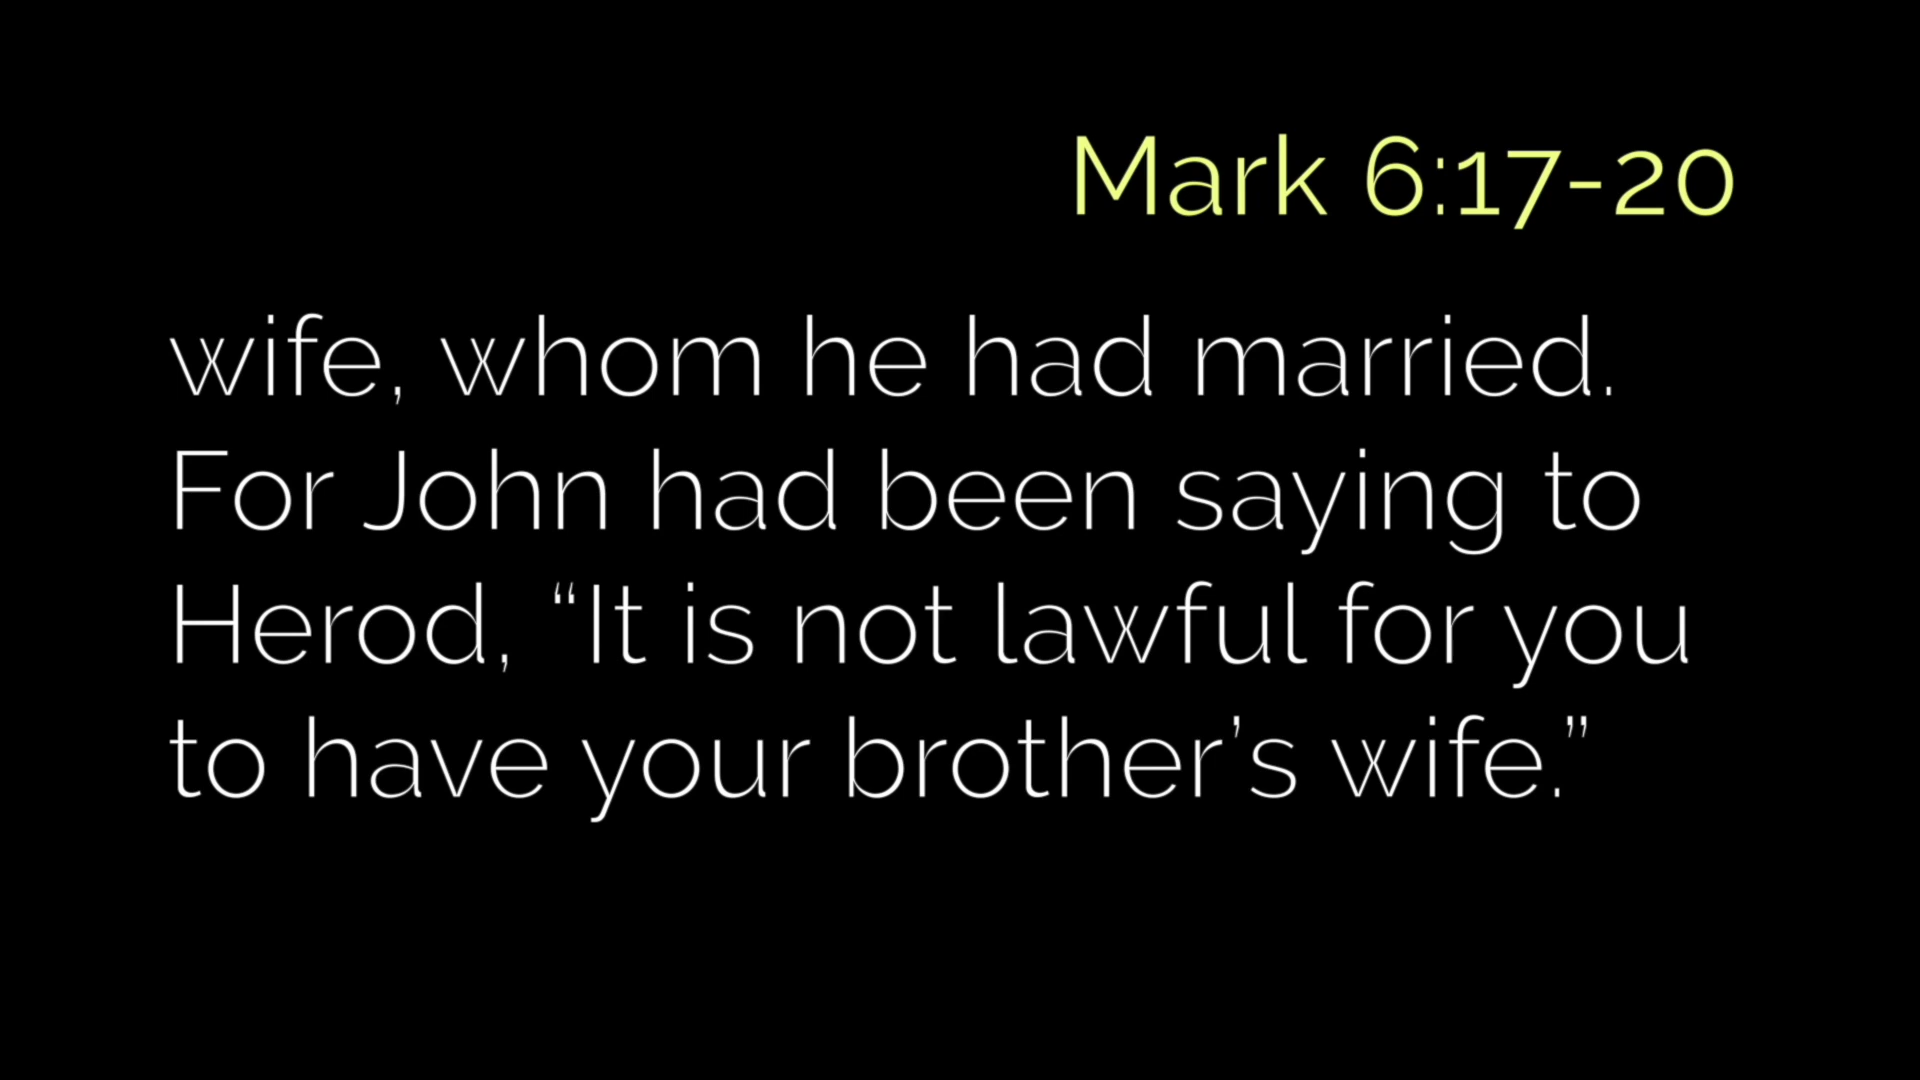 Mark 6:17-20
wife, whom he had married.
For John had been saying to
Herod, “It is not lawful for you
to have your brother’s wife.”